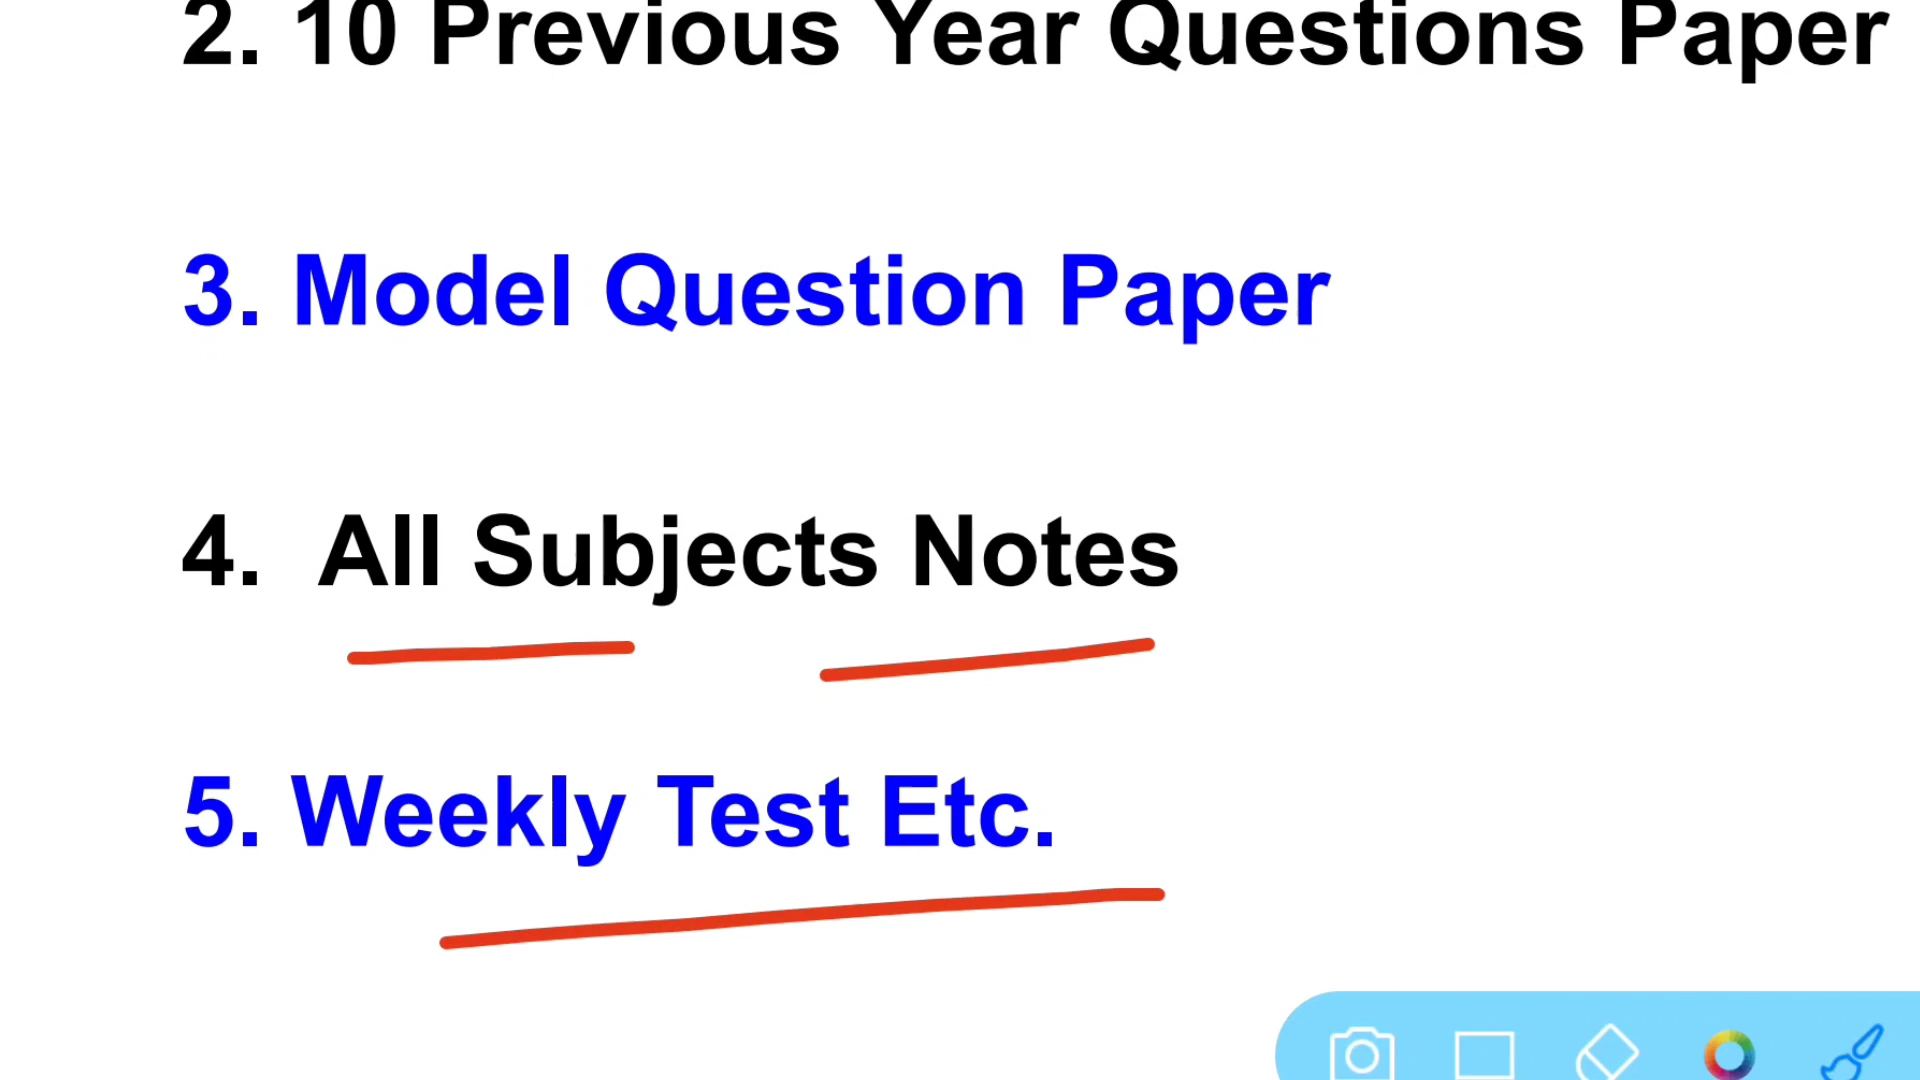 2. 10 Previous Year Questions Paper
3. Model Question Paper
4. All Subjects Notes
5. Weekly Test Etc.